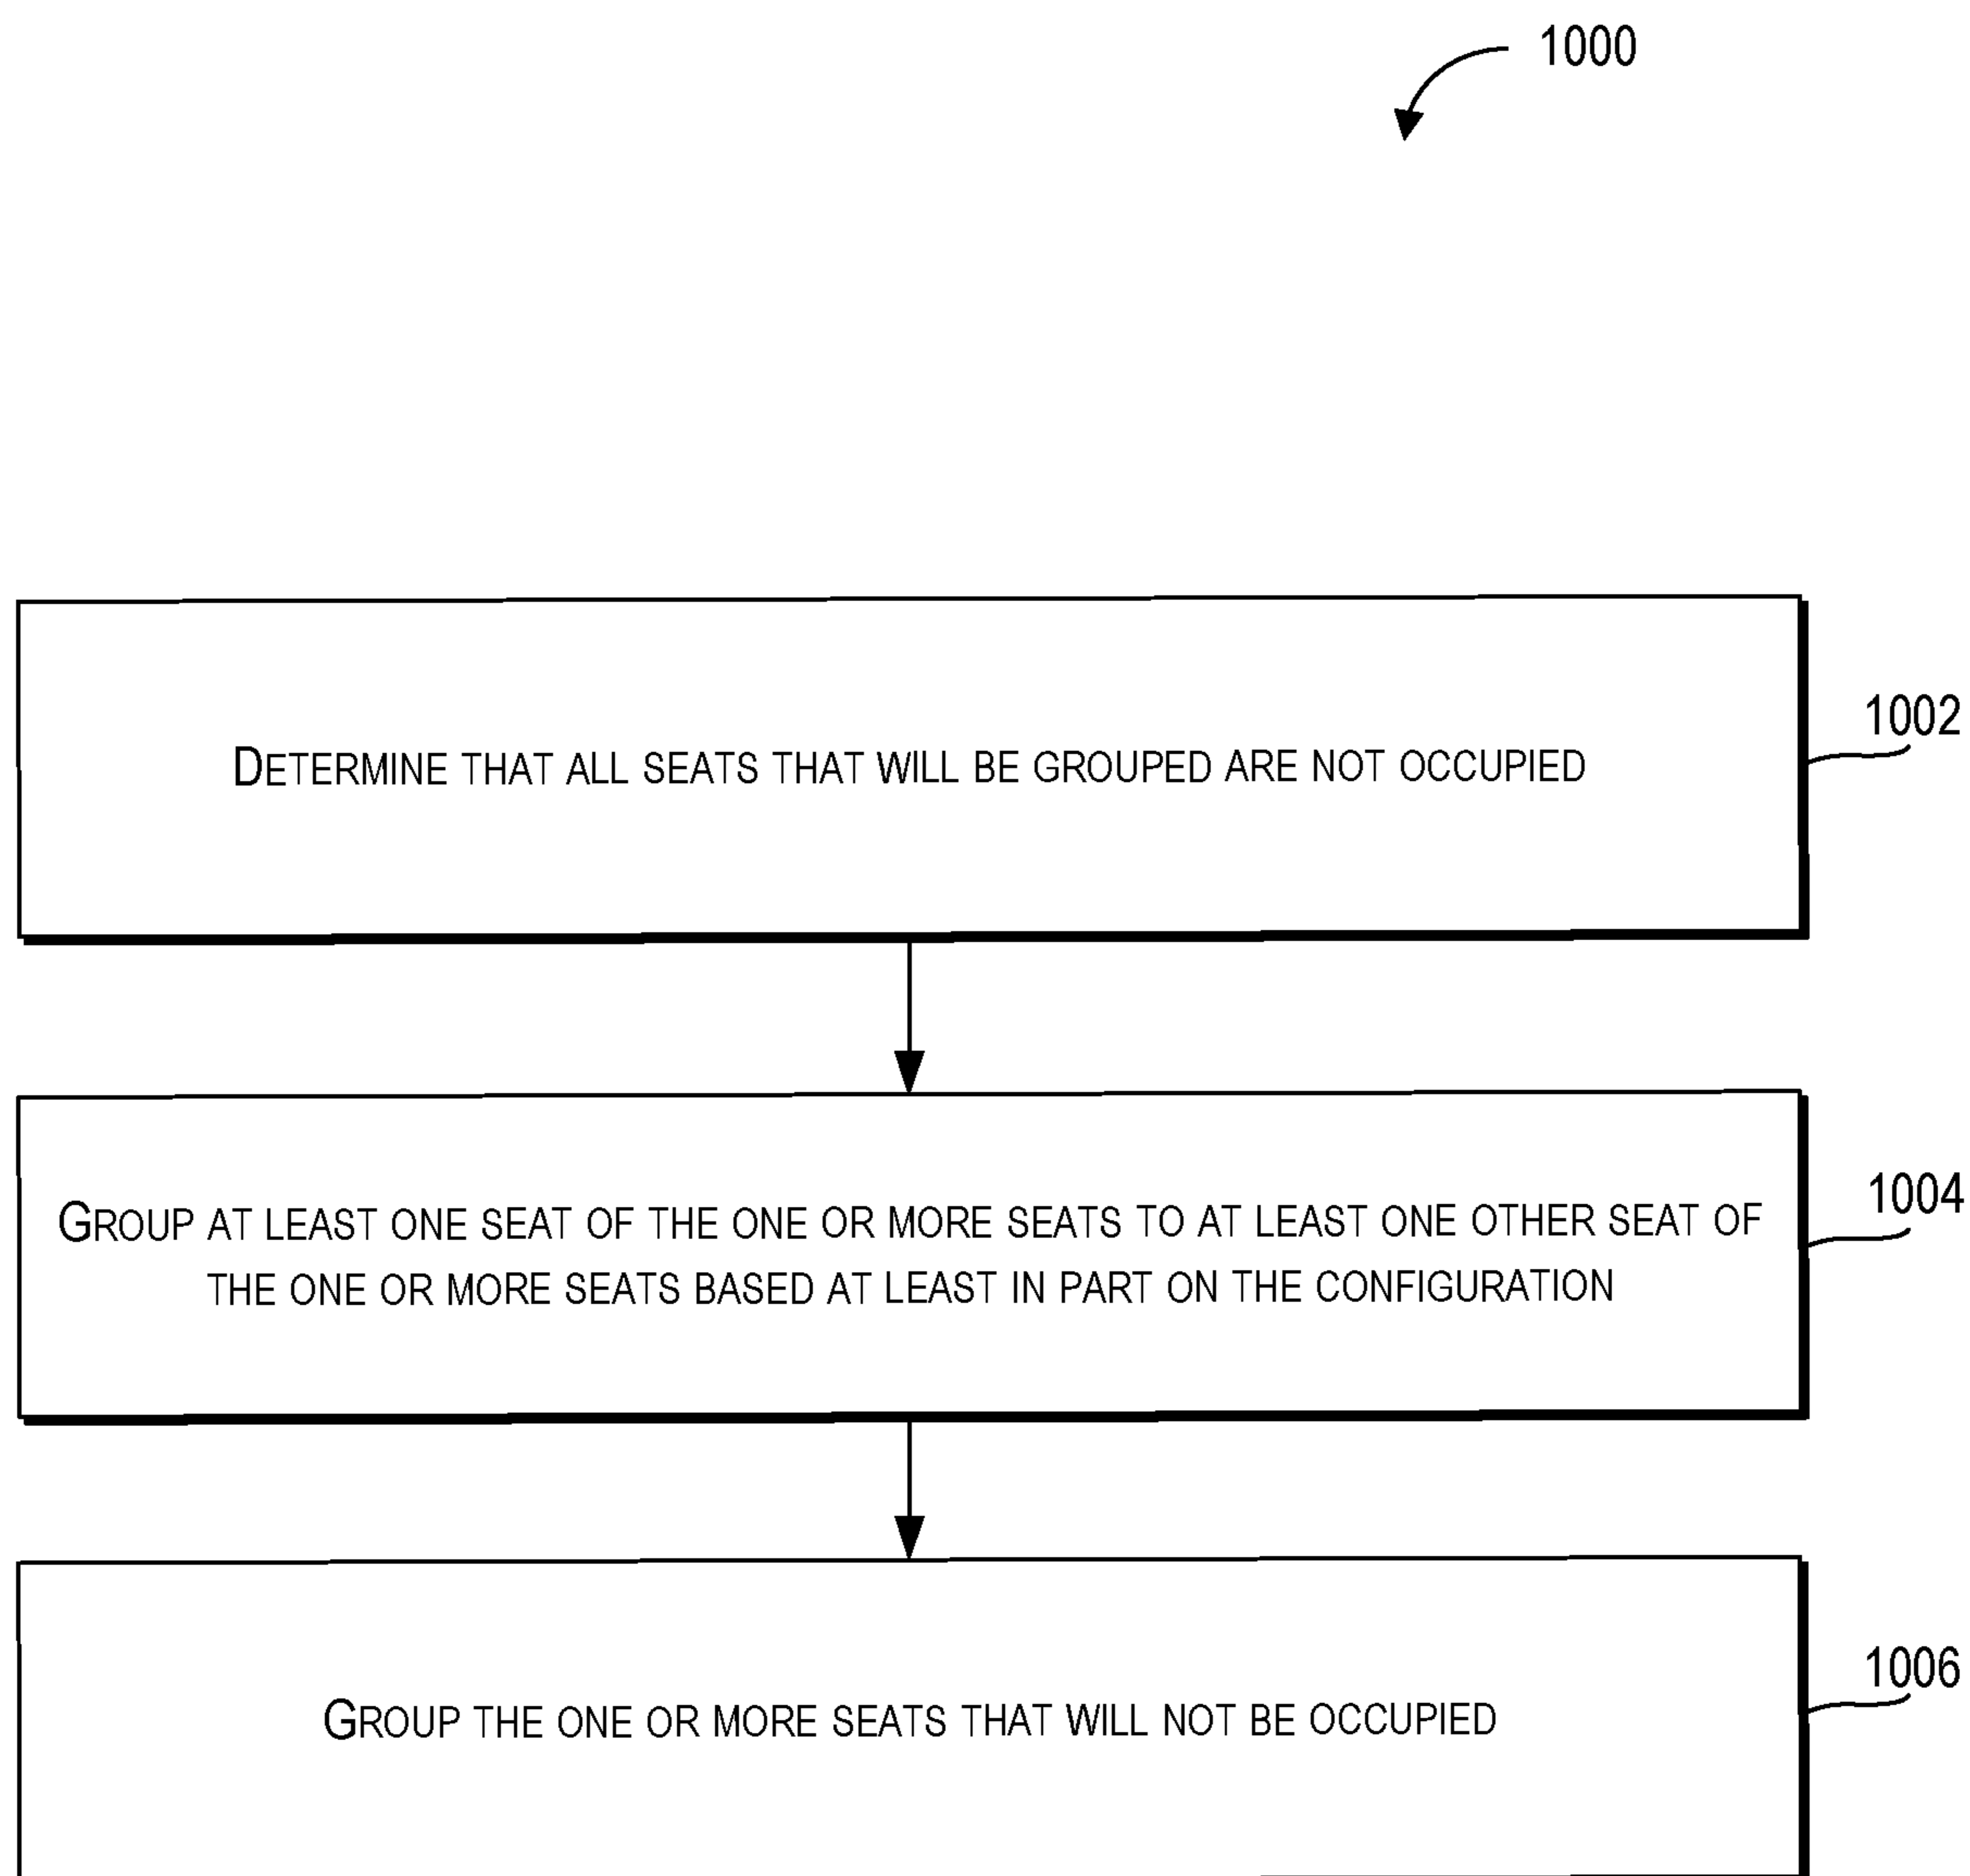 1000
DETERMINE THAT ALL SEATS THAT WILL BE GROUPED ARE NOT OCCUPIED
1002
GROUP AT LEAST ONE SEAT OF THE ONE OR MORE SEATS TO AT LEAST ONE OTHER SEAT OF
THE ONE OR MORE SEATS BASED AT LEAST IN PART ON THE CONFIGURATION
1004
GROUP THE ONE OR MORE SEATS THAT WILL NOT BE OCCUPIED
1006